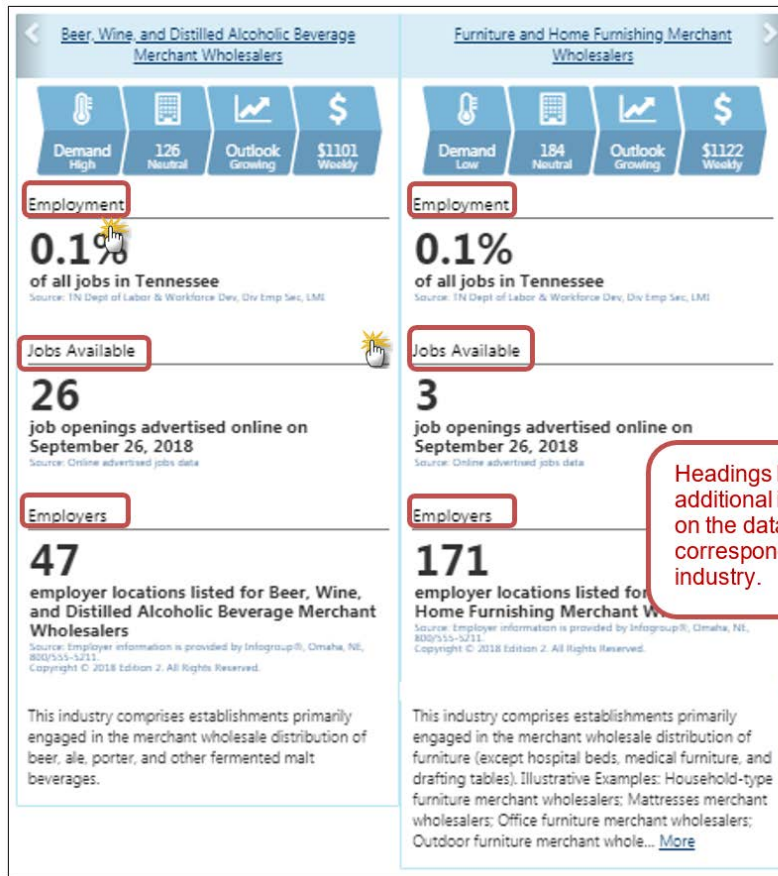 Beer, Wine, and Distilled Alcoholic Beverage
Merchant Wholesalers
Demand
High
126
Neutral
Outlook
Growing
$
$1101
Weekly
Employment
0.1%
of all jobs in Tennessee
Source: TN Dept of Labor & Workforce Dev, Div Emp Sec, LMI
Jobs Available
26
job openings advertised online on
September 26, 2018
Source: Online advertised jobs data
Employers
47
employer locations listed for Beer, Wine,
and Distilled Alcoholic Beverage Merchant
Wholesalers
Source: Employer information is provided by Infogroup®, Omaha, NE,
800/555-5211.
Copyright © 2018 Edition 2. All Rights Reserved.
This industry comprises establishments primarily
engaged in the merchant wholesale distribution of
beer, ale, porter, and other fermented malt
beverages.
Furniture and Home Furnishing Merchant
Wholesalers
Demand
Low
184
Neutral
Outlook
Growing
$
$1122
Weekly
Employment
0.1%
of all jobs in Tennessee
Source: TN Dept of Labor & Workforce Dev, Div Emp Sec, LMI
Jobs Available
3
job openings advertised online on
September 26, 2018
Source: Online advertised jobs data
Employers
171
employer locations listed for
Home Furnishing Merchant
Source: Employer information is provided by Infogroup®, Omaha, NE,
800/555-5211.
Copyright © 2018 Edition 2. All Rights Reserved.
This industry comprises establishments primarily
engaged in the merchant wholesale distribution of
furniture (except hospital beds, medical furniture, and
drafting tables). Illustrative Examples: Household-type
furniture merchant wholesalers; Mattresses merchant
wholesalers; Office furniture merchant wholesalers;
Outdoor furniture merchant whole... More
Headings
additional
on the data
correspon
industry.